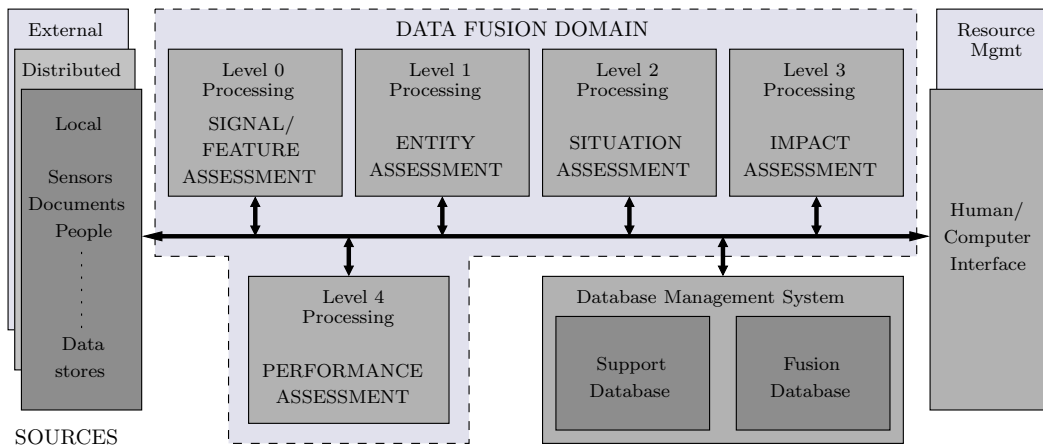 External
Distributed
Local
Sensors
Documents
People
Data
stores
SOURCES
DATA FUSION DOMAIN
Level 0
Processing
SIGNAL/
FEATURE
ASSESSMENT
Level 1
Processing
ENTITY
ASSESSMENT
Level 2
Processing
SITUATION
ASSESSMENT
Level 3
Processing
IMPACT
ASSESSMENT
Level 4
Processing
PERFORMANCE
ASSESSMENT
Database Management System
Support
Database
Fusion
Database
Resource
Mgmt
Human/
Computer
Interface